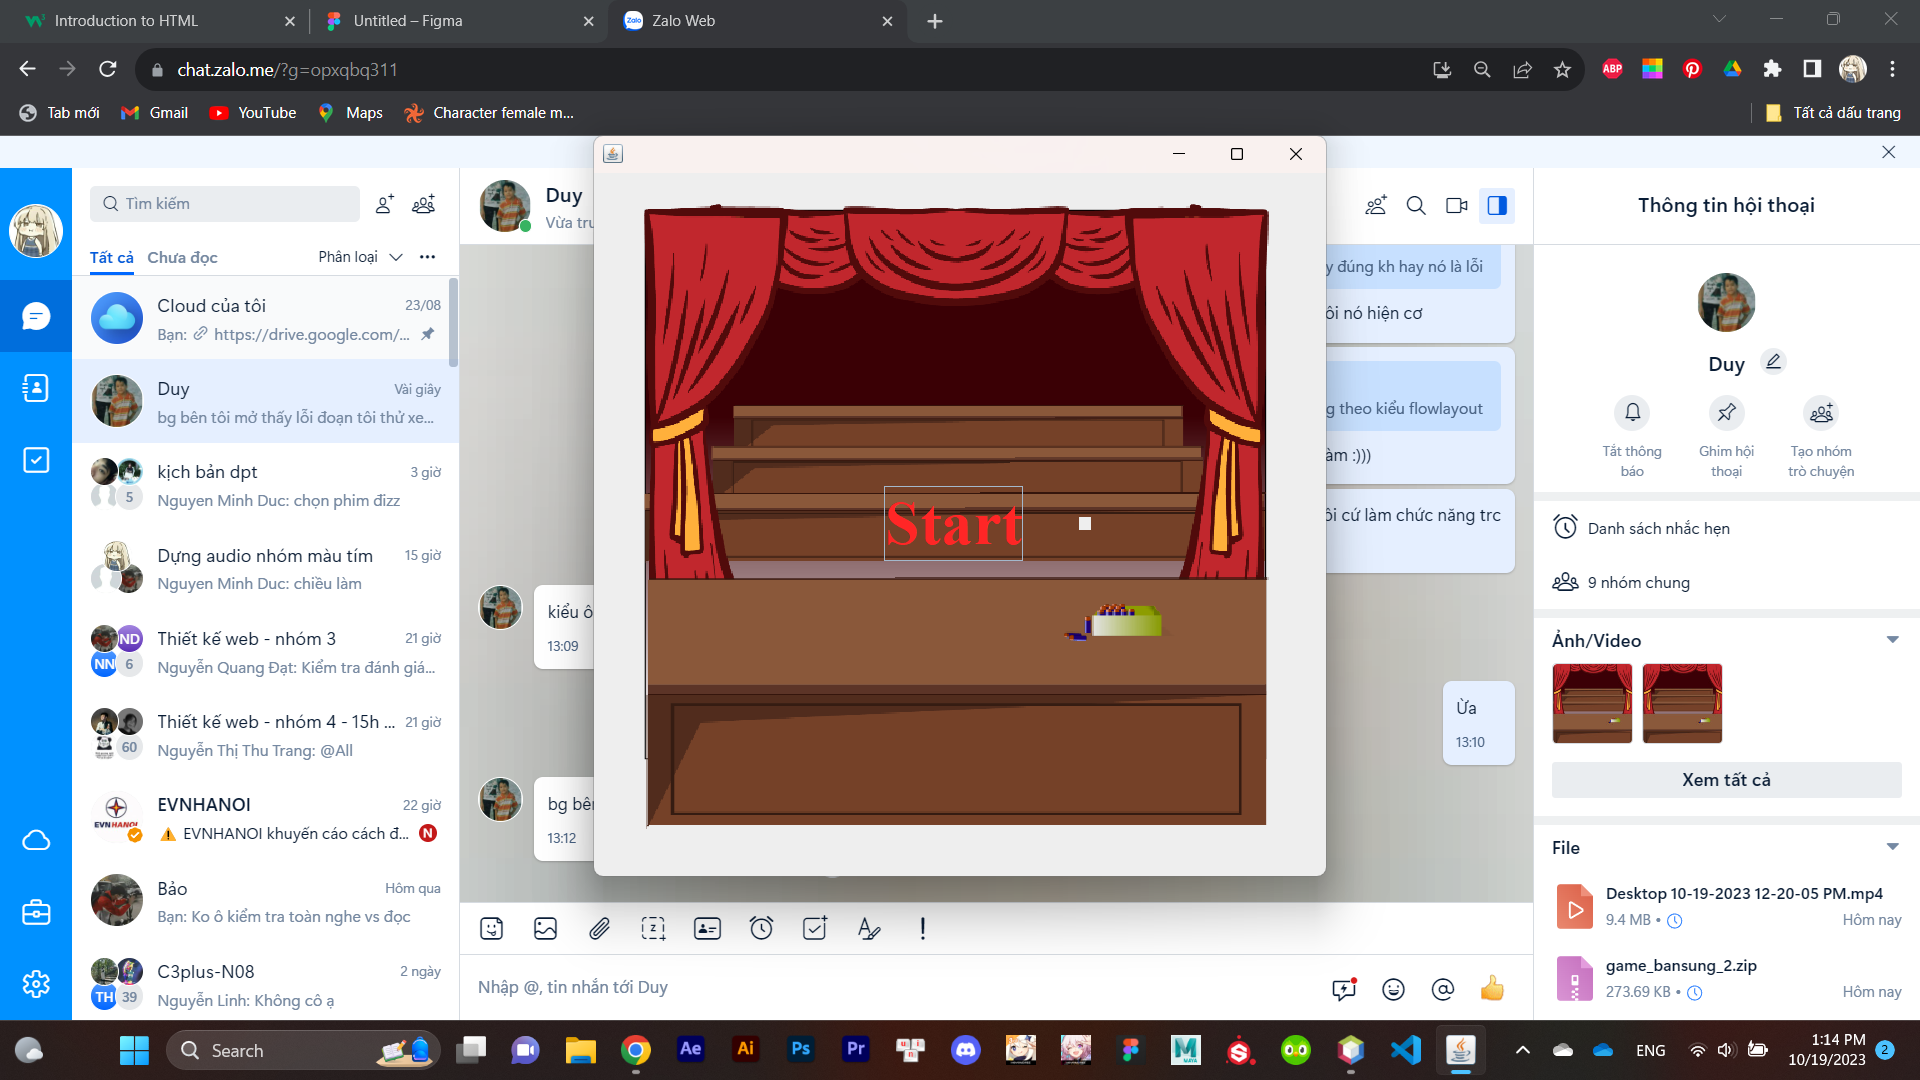 Introduction to HTML
Untitled – Figma
Zalo Web
chat.zalo.me/?g=opxqbq311
ABP
Tab mới
Gmail
YouTube
Maps
Character female m...
Tất cả dấu trang
Tìm kiếm
Tất cả
Chưa đọc
Phân loại
Cloud của tôi
23/08
Bạn: https://drive.google.com/...
Duy
Vài giây
bg bên tôi mở thấy lỗi đoạn tôi thử xe...
kịch bản dpt
3 giờ
5
Nguyen Minh Duc: chọn phim đizz
Dựng audio nhóm màu tím
15 giờ
Nguyen Minh Duc: chiều làm
Thiết kế web - nhóm 3
21 giờ
ND
NN
6
Nguyễn Quang Đạt: Kiểm tra đánh giá...
Thiết kế web - nhóm 4 - 15h ...
21 giờ
60
Nguyễn Thị Thu Trang: @All
EVNHANOI
22 giờ
EVNHANOI
EVNHANOI khuyến cáo cách đ...
N
Bảo
Hôm qua
Bạn: Ko ô kiểm tra toàn nghe vs đọc
C3plus-N08
2 ngày
TH
39
Nguyễn Linh: Không cô ạ
Duy
Vừa tru
y đúng kh hay nó là lỗi
ôi nó hiện cơ
g theo kiểu flowlayout
àm :)))
ôi cứ làm chức năng trc
kiểu ô
13:09
Ừa
13:10
bg bên
13:12
Start
Nhập @, tin nhắn tới Duy
Thông tin hội thoại
Duy
Tắt thông
báo
Ghim hội
thoại
Tạo nhóm
trò chuyện
Danh sách nhắc hẹn
9 nhóm chung
Ảnh/Video
Xem tất cả
File
Desktop 10-19-2023 12-20-05 PM.mp4
9.4 MB •
Hôm nay
game_bansung_2.zip
273.69 KB •
Hôm nay
Search
Ae
Ai
Ps
Pr
ENG
1:14 PM
10/19/2023
2